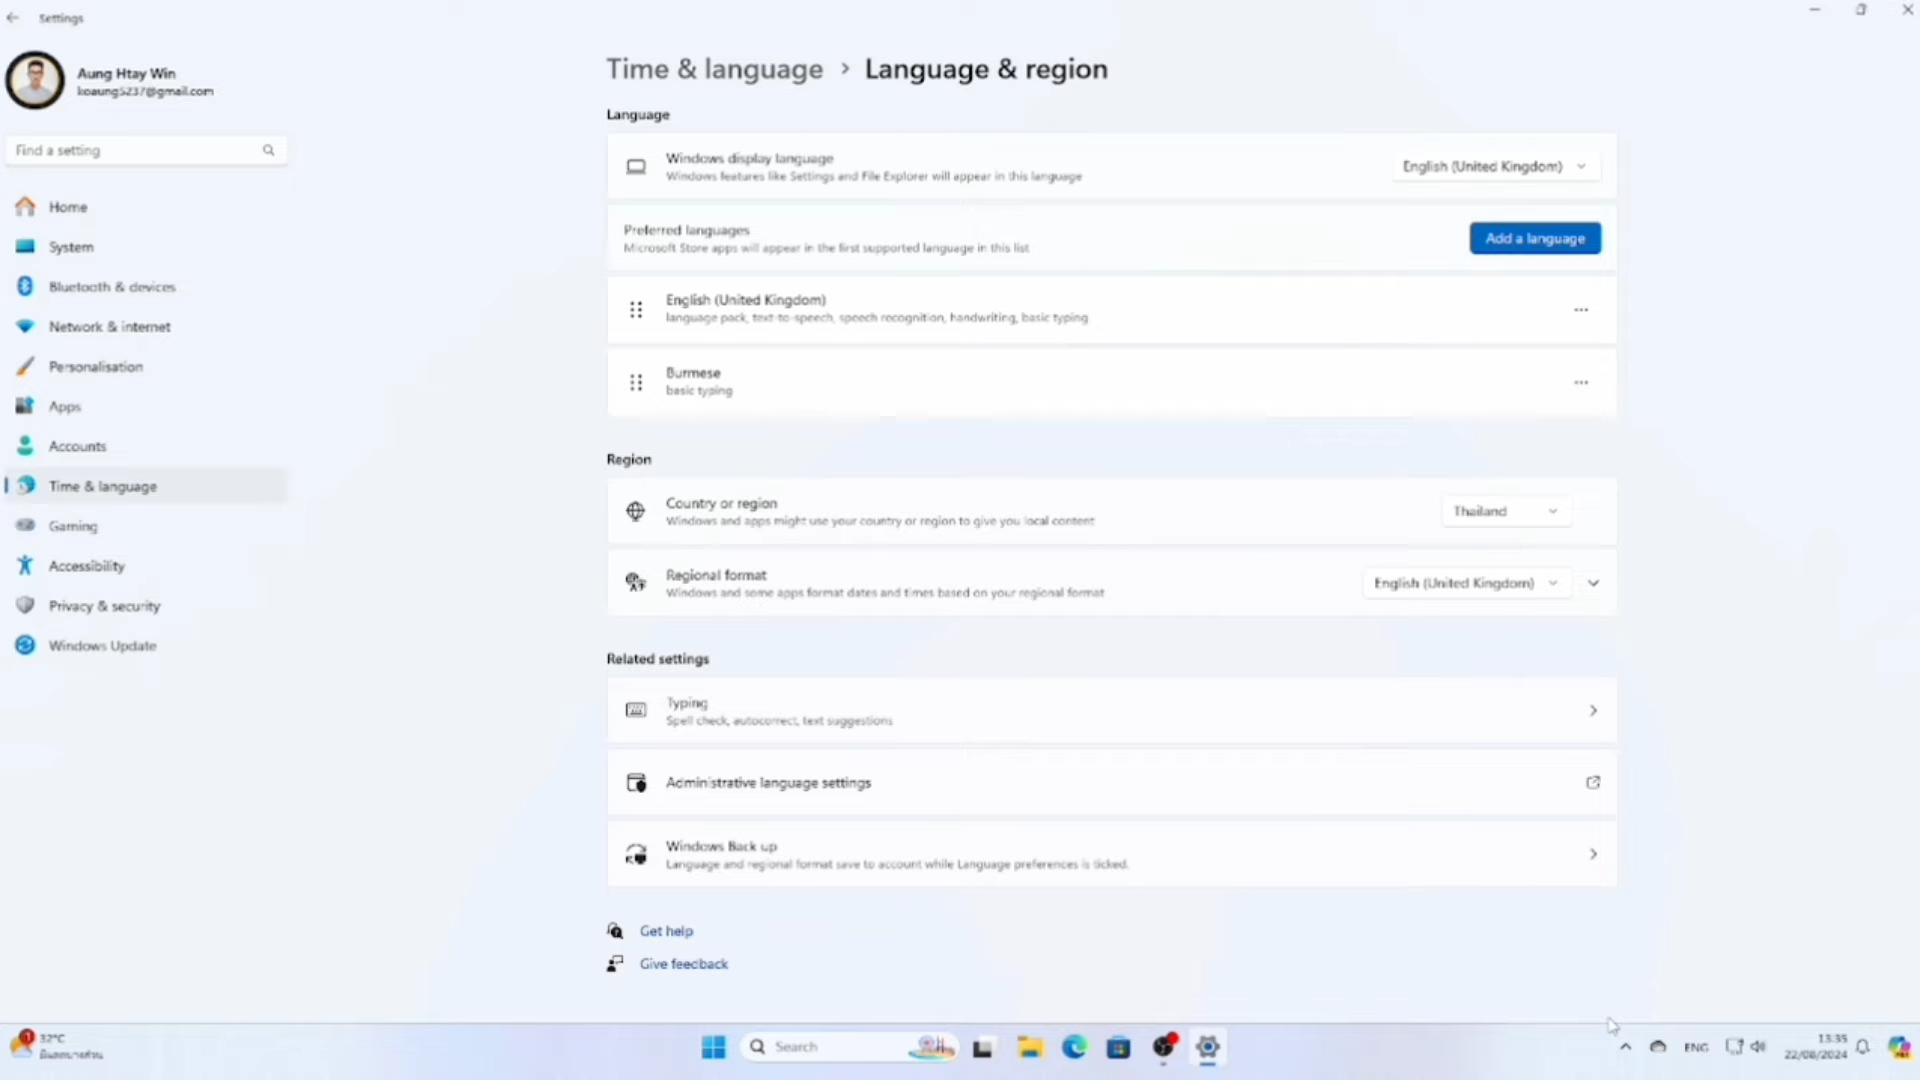 Settings
Aung Htay Win
koaung5237@gmail.com
Find a setting
Home
System
Bluetooth & devices
Network & internet
Personalisation
Apps
Accounts
Time & language
Gaming
Accessibility
Privacy & security
Windows Update
Time & language > Language & region
Language
Windows display language
Windows features like Settings and File Explorer will appear in this language
English (United Kingdom)
Preferred languages
Microsoft Store apps will appear in the first supported language in this list
Add a language
English (United Kingdom)
language pack, text-to-speech, speech recognition, handwriting, basic typing
Burmese
basic typing
Region
Country or region
Windows and apps might use your country or region to give you local content
Thailand
Regional format
Windows and some apps format dates and times based on your regional format
English (United Kingdom)
Related settings
Typing
Spell check, autocorrect, text suggestions
Administrative language settings
Windows Back up
Language and regional format save to account while Language preferences is ticked.
Get help
Give feedback
1
32°C
Search
ENG
13:35
22/08/2024